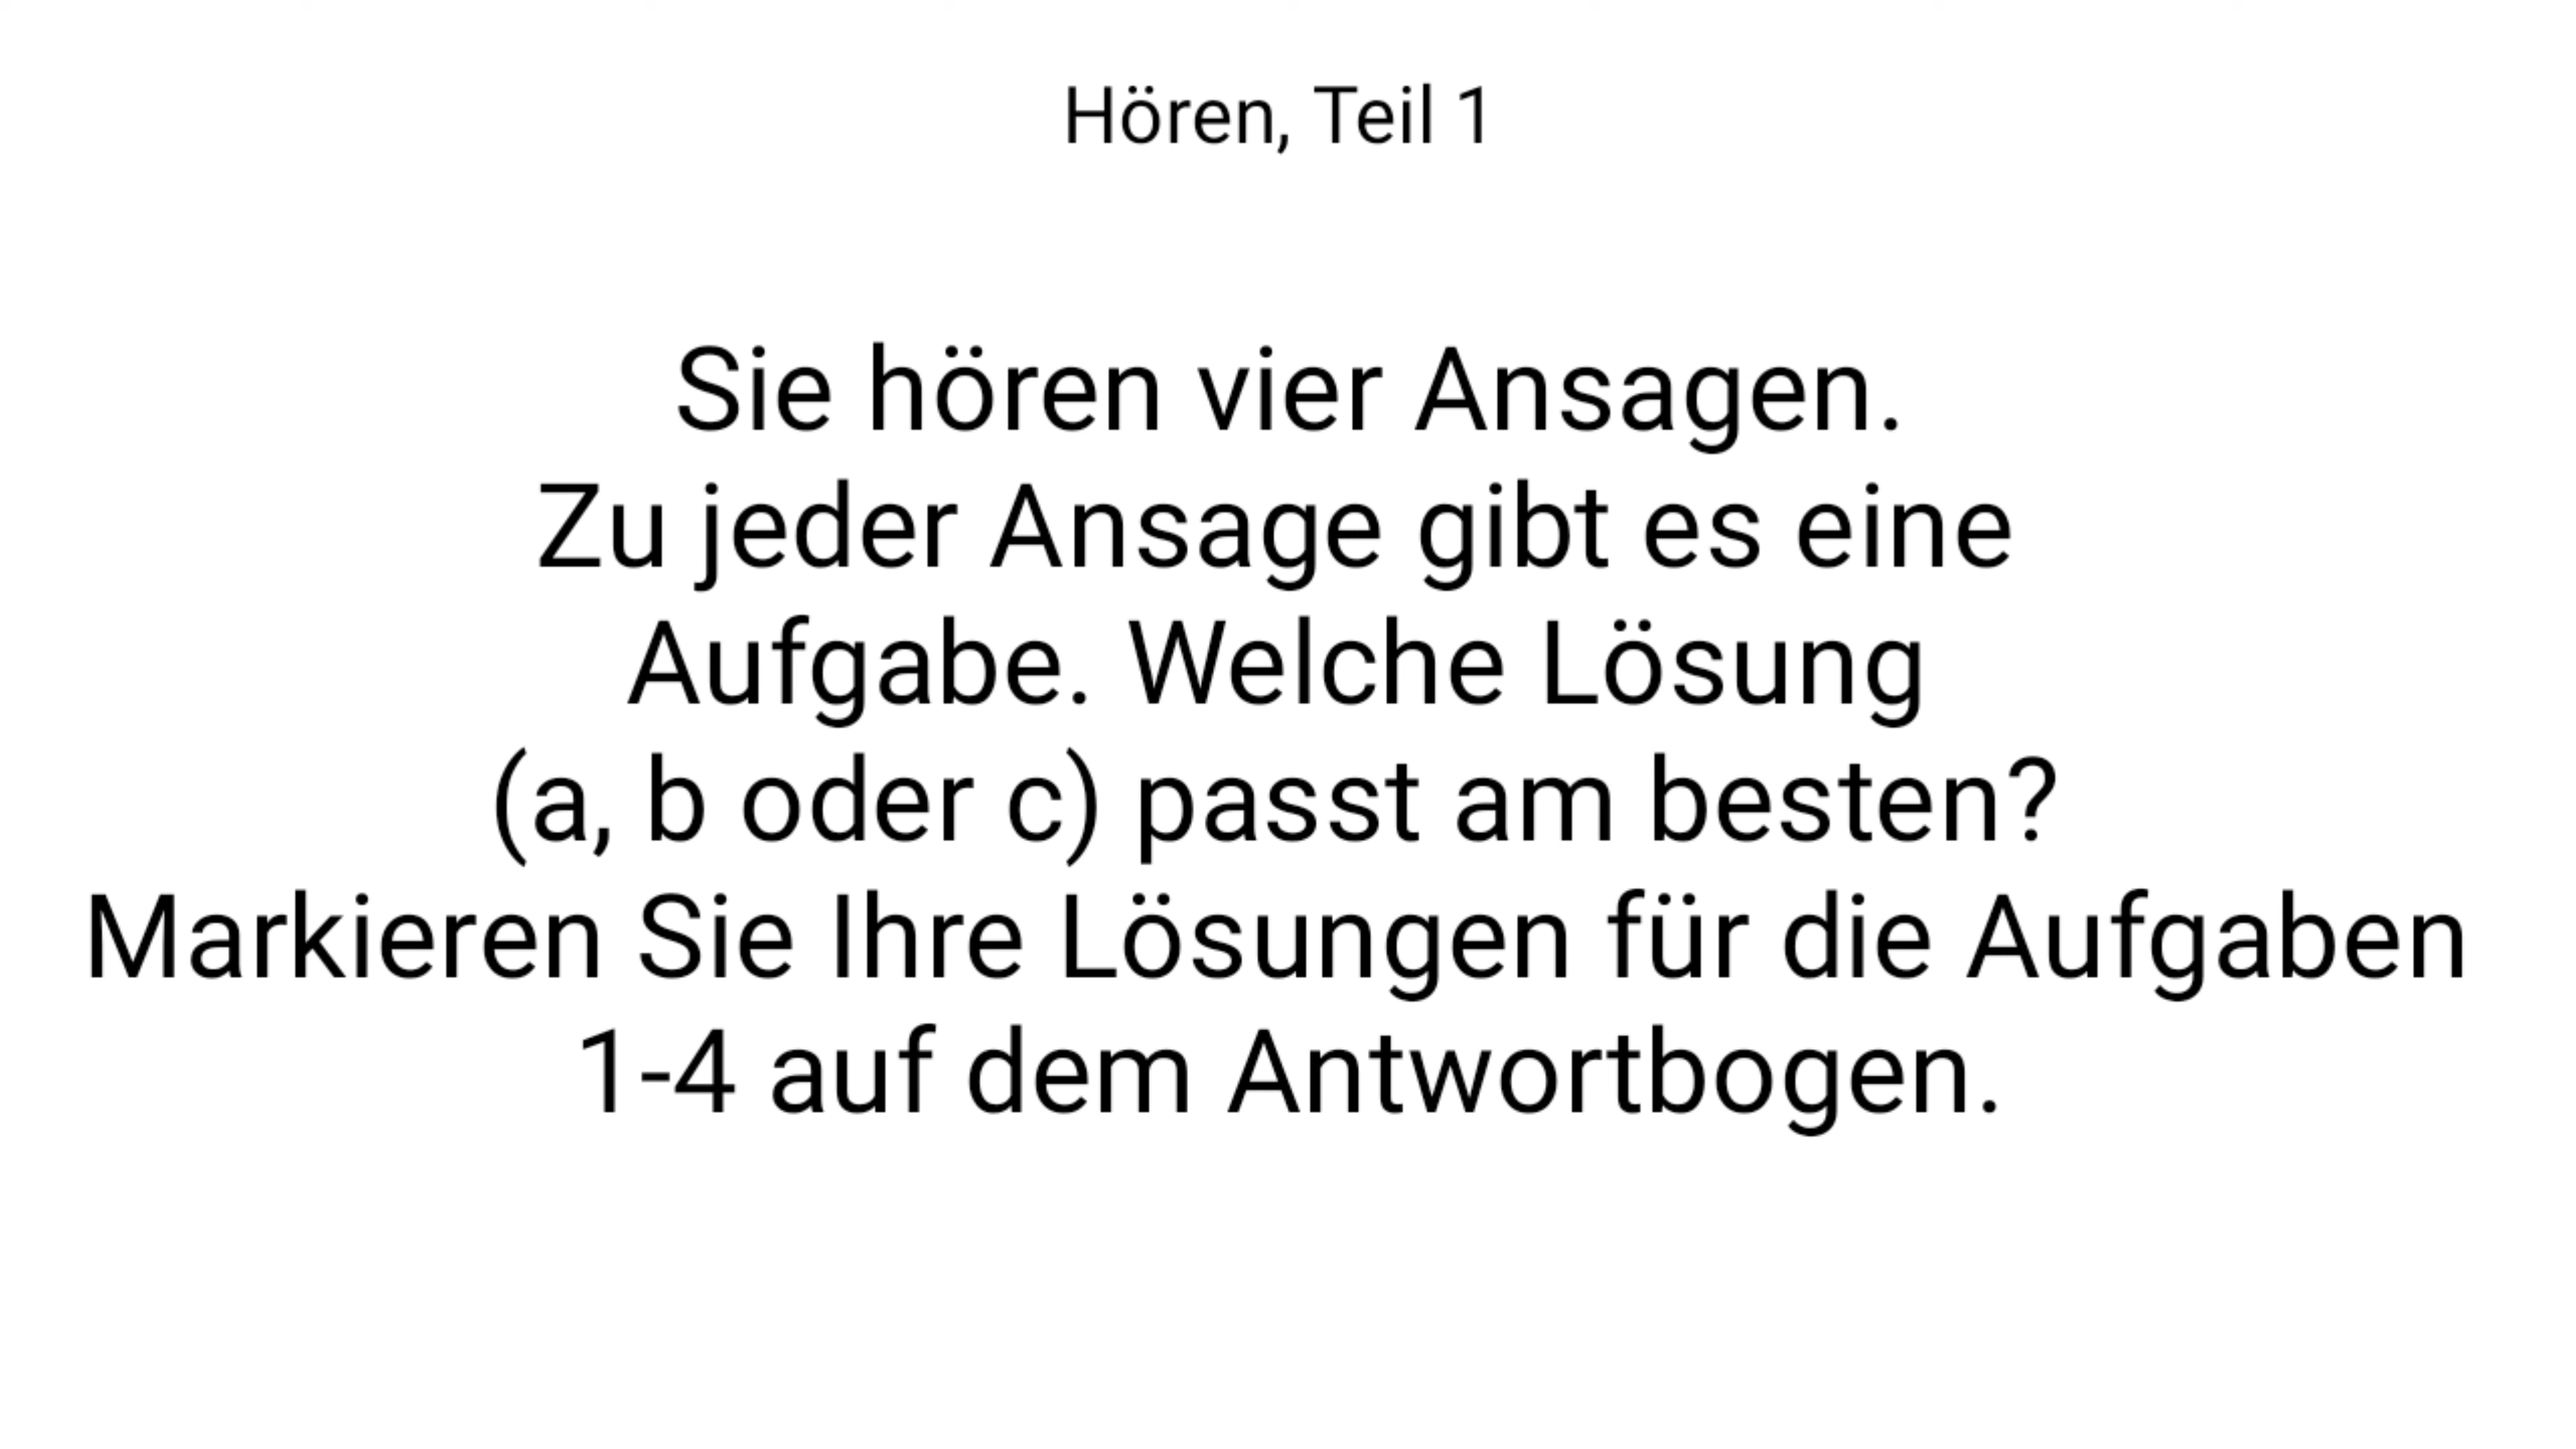 Hören, Teil 1
Sie hören vier Ansagen.
Zu jeder Ansage gibt es eine
Aufgabe. Welche Lösung
(a, b oder c) passt am besten?
Markieren Sie Ihre Lösungen für die Aufgaben
1-4 auf dem Antwortbogen.